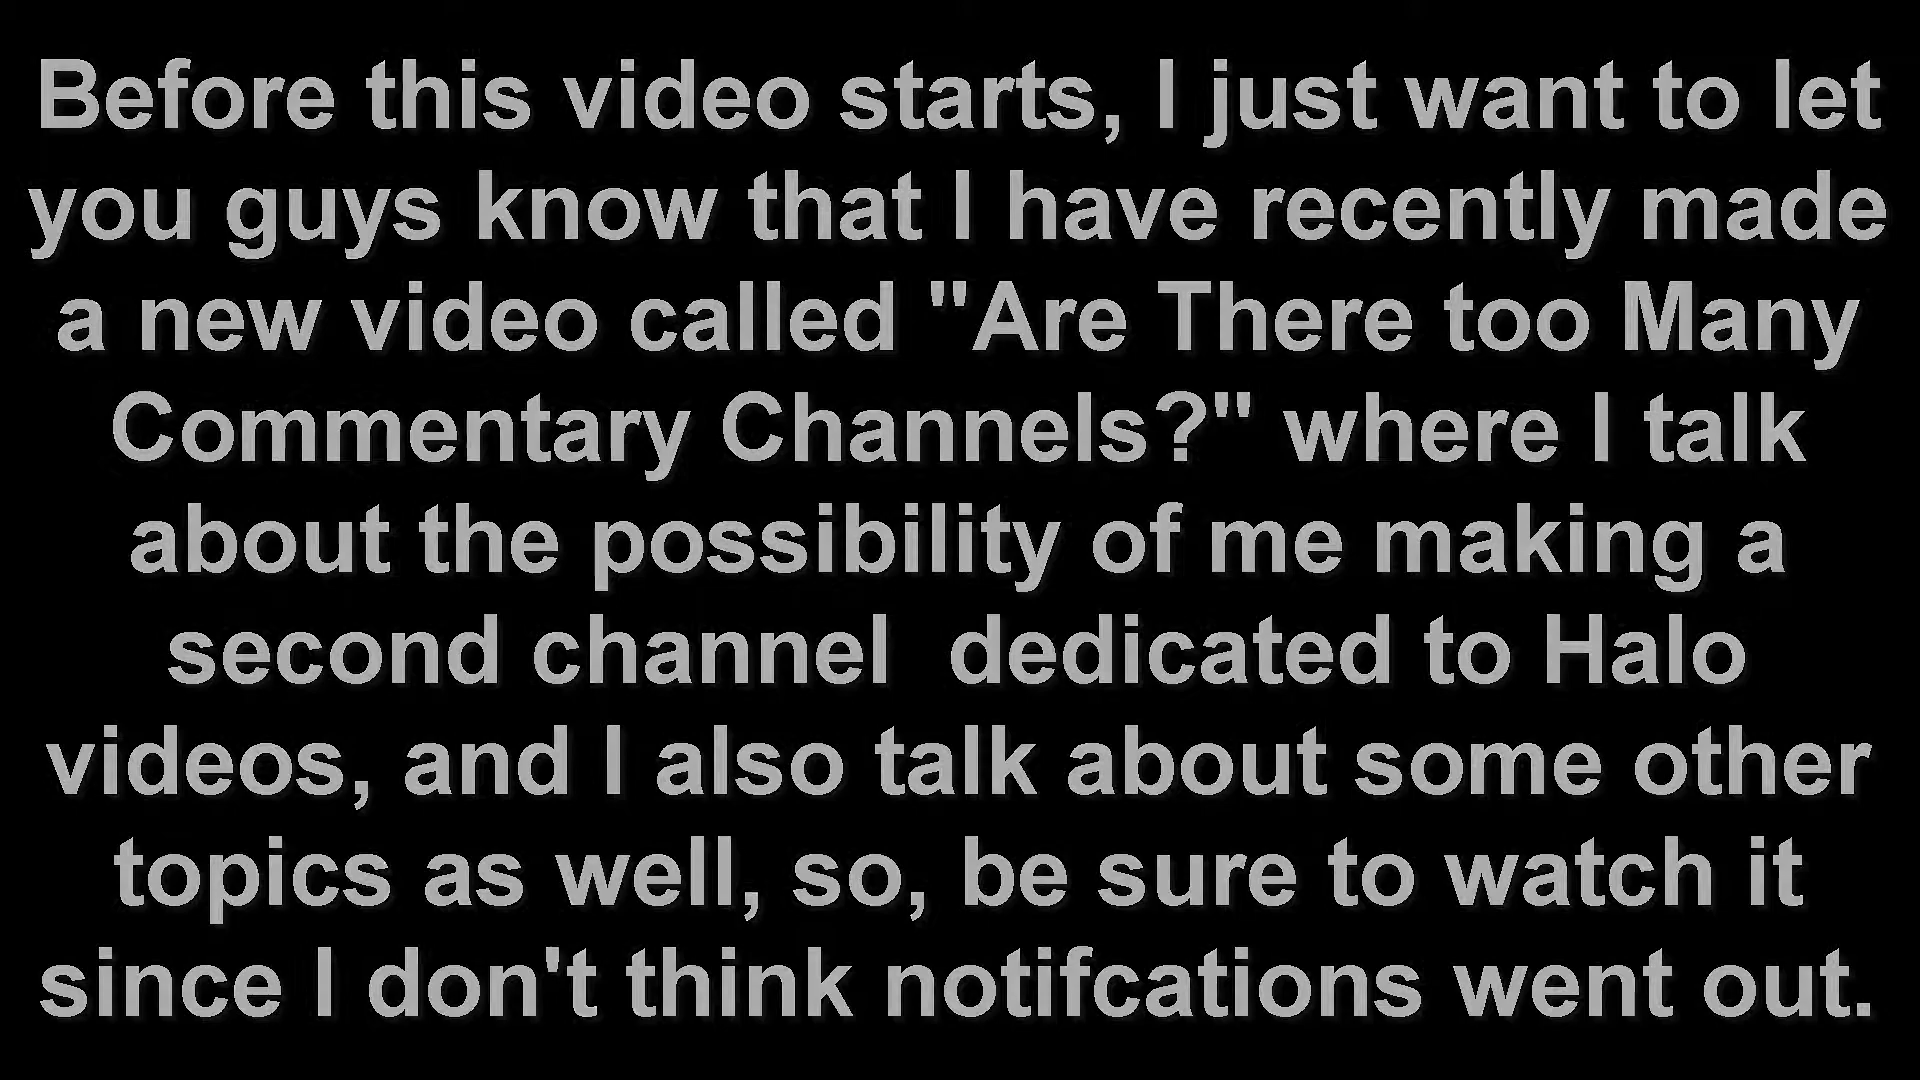 Before this video starts, I just want to let
you guys know that I have recently made
a new video called "Are There too Many
Commentary Channels?" where I talk
about the possibility of me making a
second channel  dedicated to Halo
videos, and I also talk about some other
topics as well, so, be sure to watch it
since I don't think notifcations went out.